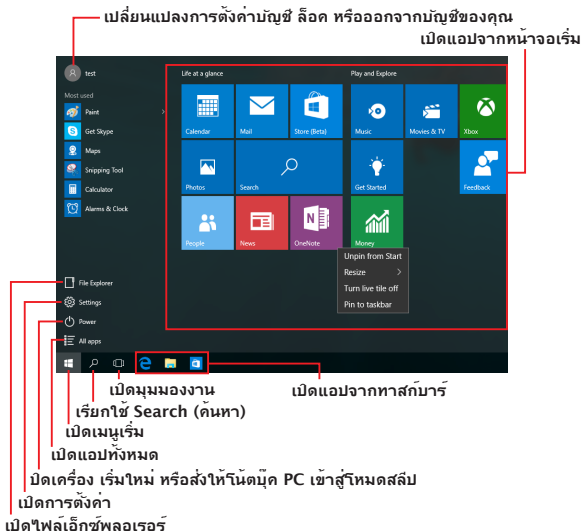 เปลี่ยนแปลงการตั้งค่าบัญชี ล็อค หรือออกจากบัญชีของคุณ
เปิดแอปจากหน้าจอเริ่ม
test
Life at a glance
Play and Explore
Most used
Paint
Get Skype
Maps
Snipping Tool
Calculator
Alarms & Clock
Calendar
Mail
Store (Beta)
Music
Movies & TV
Xbox
Photos
Search
Get Started
Feedback
People
News
OneNote
Money
Unpin from Start
Resize
Turn live tile off
Pin to taskbar
File Explorer
Settings
Power
All apps
เปิดมุมมองงาน
เปิดแอปจากทาสก์บาร์
เรียกใช้ Search (ค้นหา)
เปิดเมนูเริ่ม
เปิดแอปทั้งหมด
ปิดเครื่อง เริ่มใหม่ หรือสั่งให้โน้ตบุ๊ค PC เข้าสู่โหมดสลีป
เปิดการตั้งค่า
เปิดไฟล์เอ็กซ์พลอเรอร์